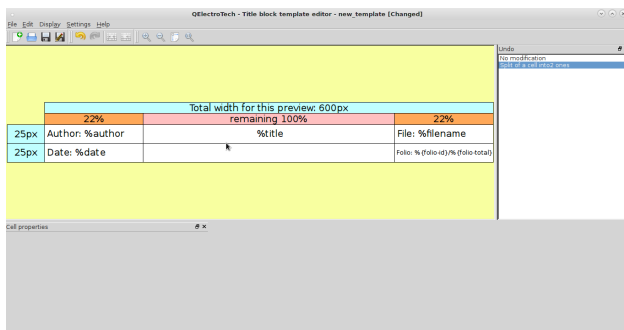 QElectroTech - Title block template editor - new_template [Changed]
File Edit Display Settings Help
Undo
No modification
Split of a cell into2 ones
Total width for this preview: 600px
22% remaining 100% 22%
25px Author: %author %title File: %filename
25px Date: %date Folio: %{folio-id}/%{folio-total}
Cell properties